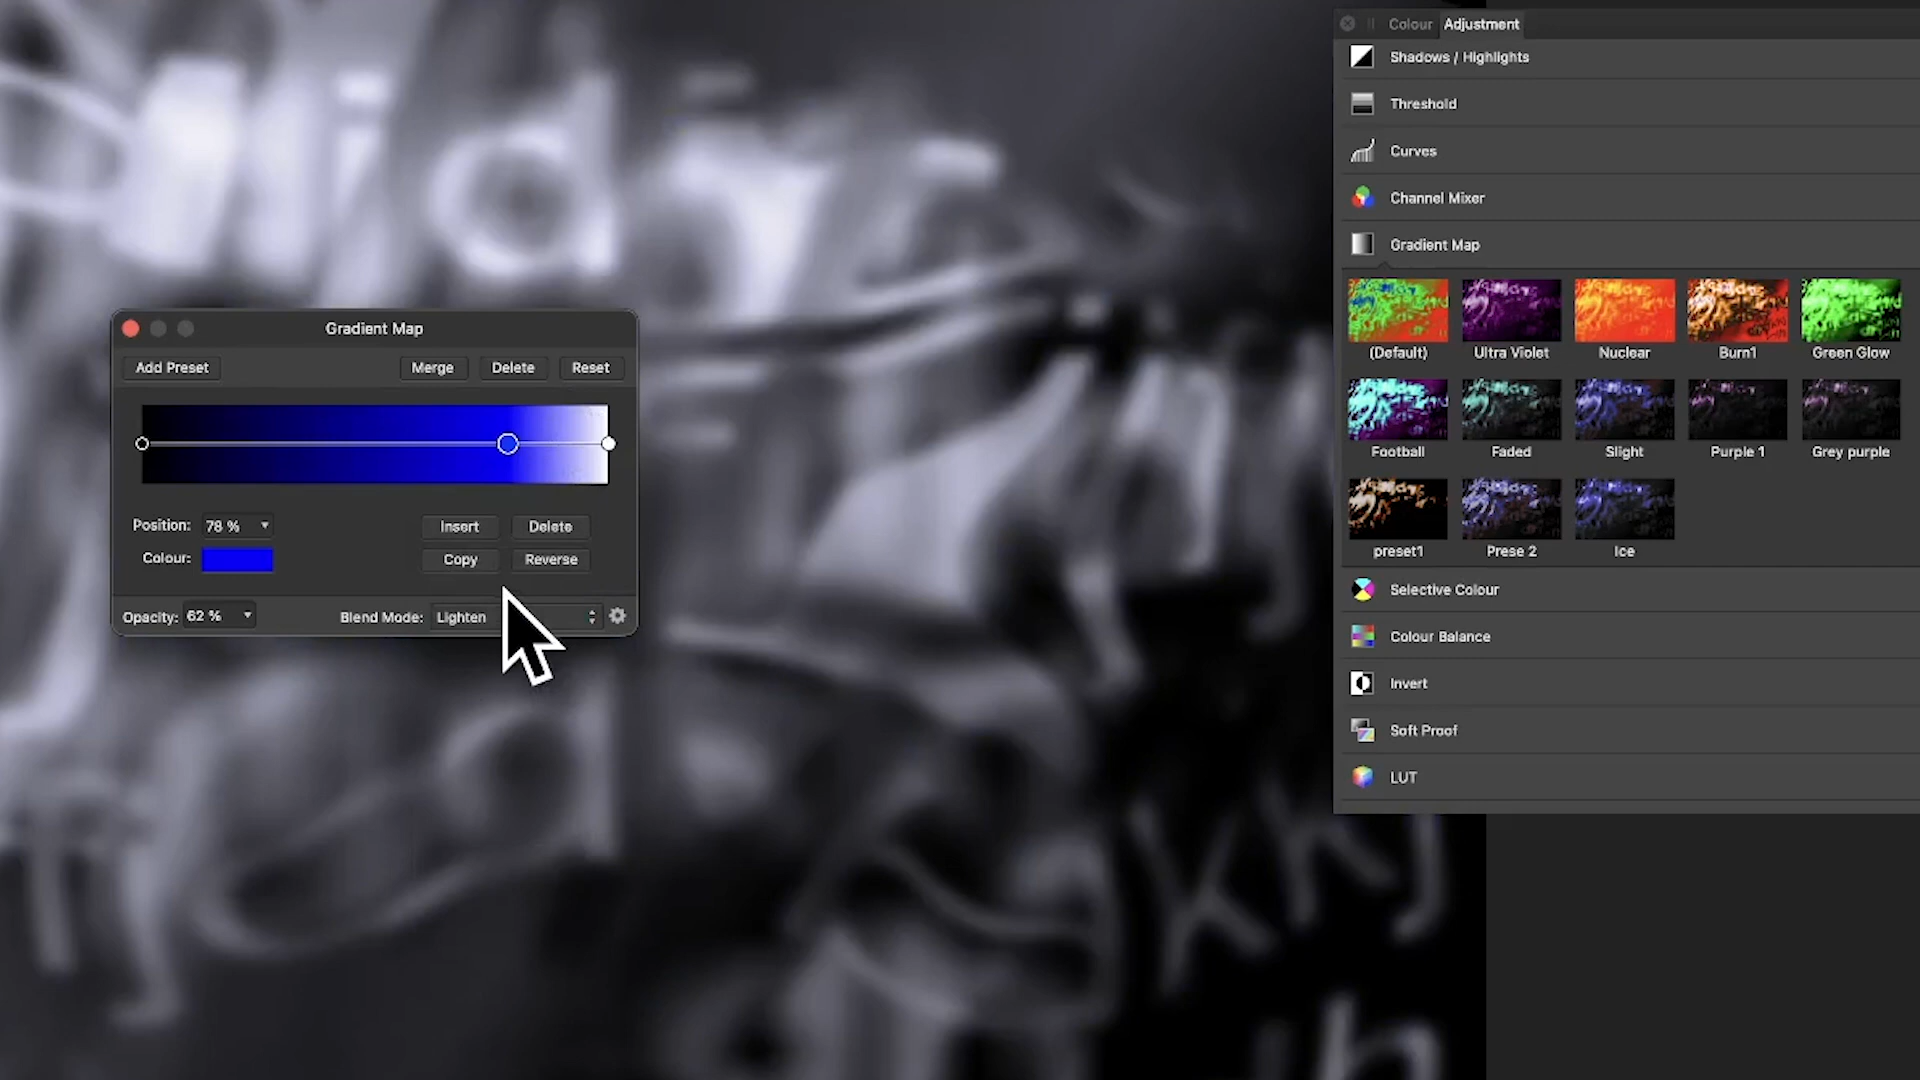 Colour Adjustment
Shadows / Highlights
Threshold
Curves
Channel Mixer
Gradient Map
(Default) Ultra Violet Nuclear Burn1 Green Glow
Football Faded Slight Purple 1 Grey purple
preset1 Prese 2 Ice
Selective Colour
Colour Balance
Invert
Soft Proof
LUT
Gradient Map
Add Preset Merge Delete Reset
Position: 78 % Insert Delete
Colour: Copy Reverse
Opacity: 62 % Blend Mode: Lighten